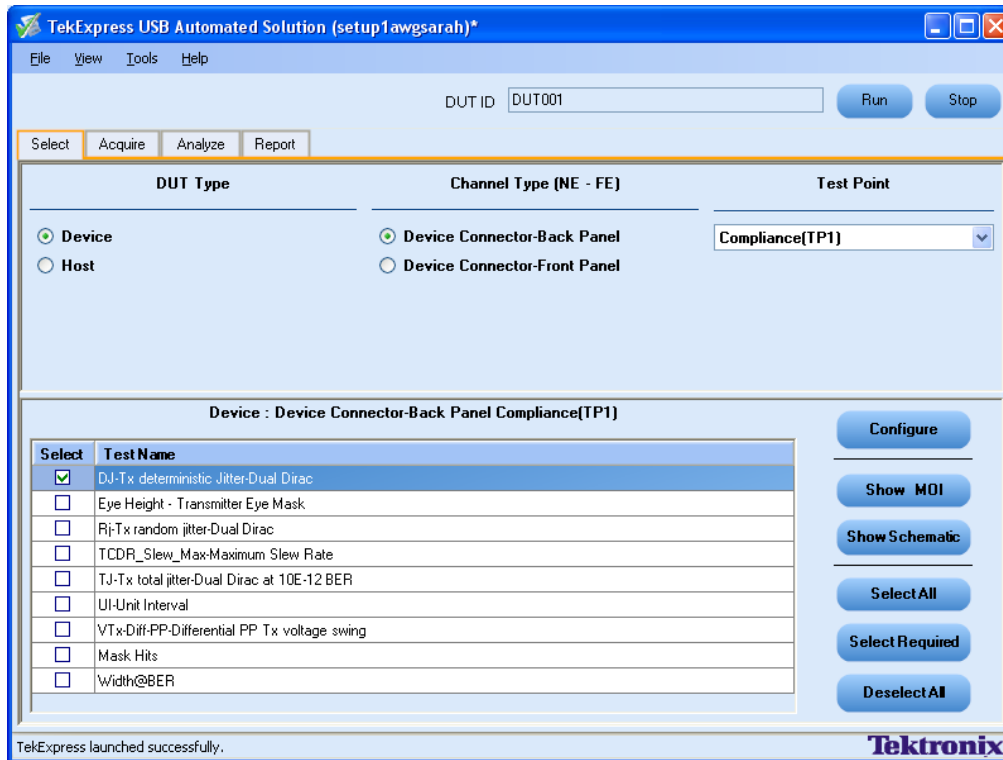 TekExpress USB Automated Solution (setup1awgsarah)*
File View Tools Help
DUT ID DUT001 Run Stop
Select Acquire Analyze Report
DUT Type Channel Type (NE - FE) Test Point
Device Device Connector-Back Panel Compliance(TP1)
Host Device Connector-Front Panel
Device : Device Connector-Back Panel Compliance(TP1)
Configure
Select Test Name
DJ-Tx deterministic Jitter-Dual Dirac
Show MOI
Eye Height - Transmitter Eye Mask
Rj-Tx random jitter-Dual Dirac
Show Schematic
TCDR_Slew_Max-Maximum Slew Rate
TJ-Tx total jitter-Dual Dirac at 10E-12 BER
Select All
UI-Unit Interval
VTx-Diff-PP-Differential PP Tx voltage swing
Select Required
Mask Hits
Width@BER
Deselect All
TekExpress launched successfully.
Tektronix